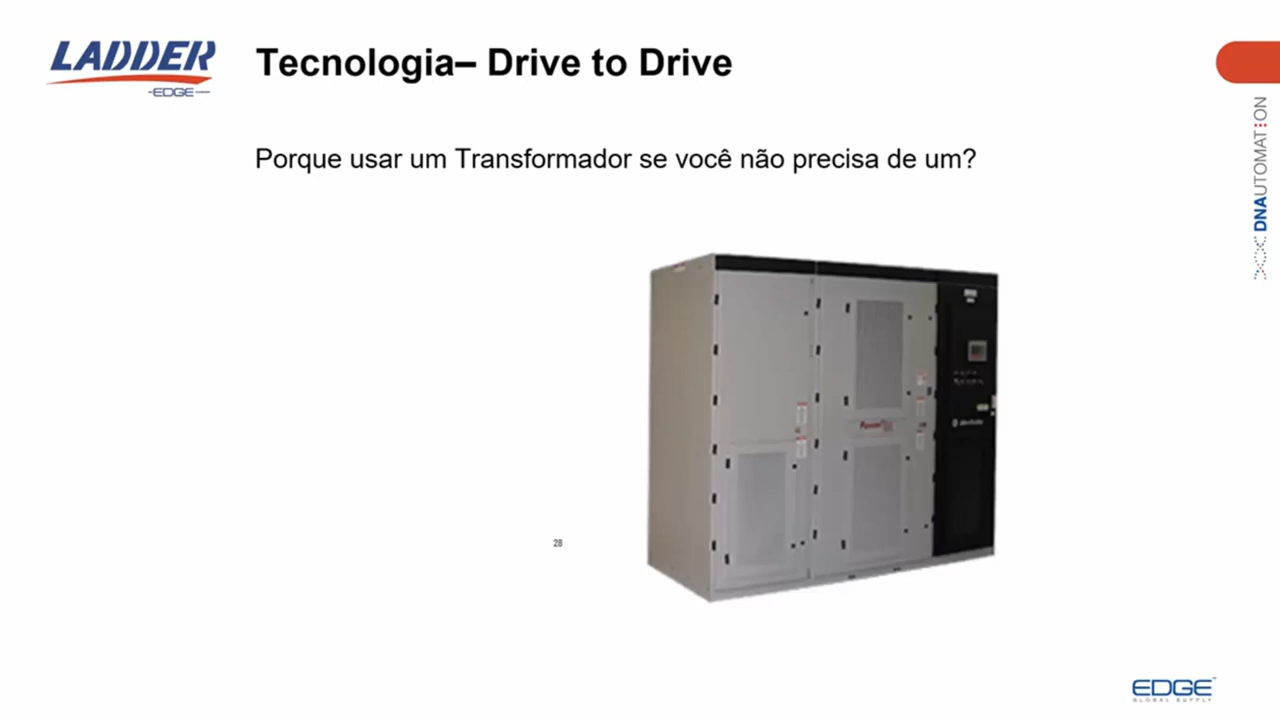 LADDER
EDGE
Tecnologia– Drive to Drive
Porque usar um Transformador se você não precisa de um?
DNAUTOMATION
28
EDGE
GLOBAL SUPPLY